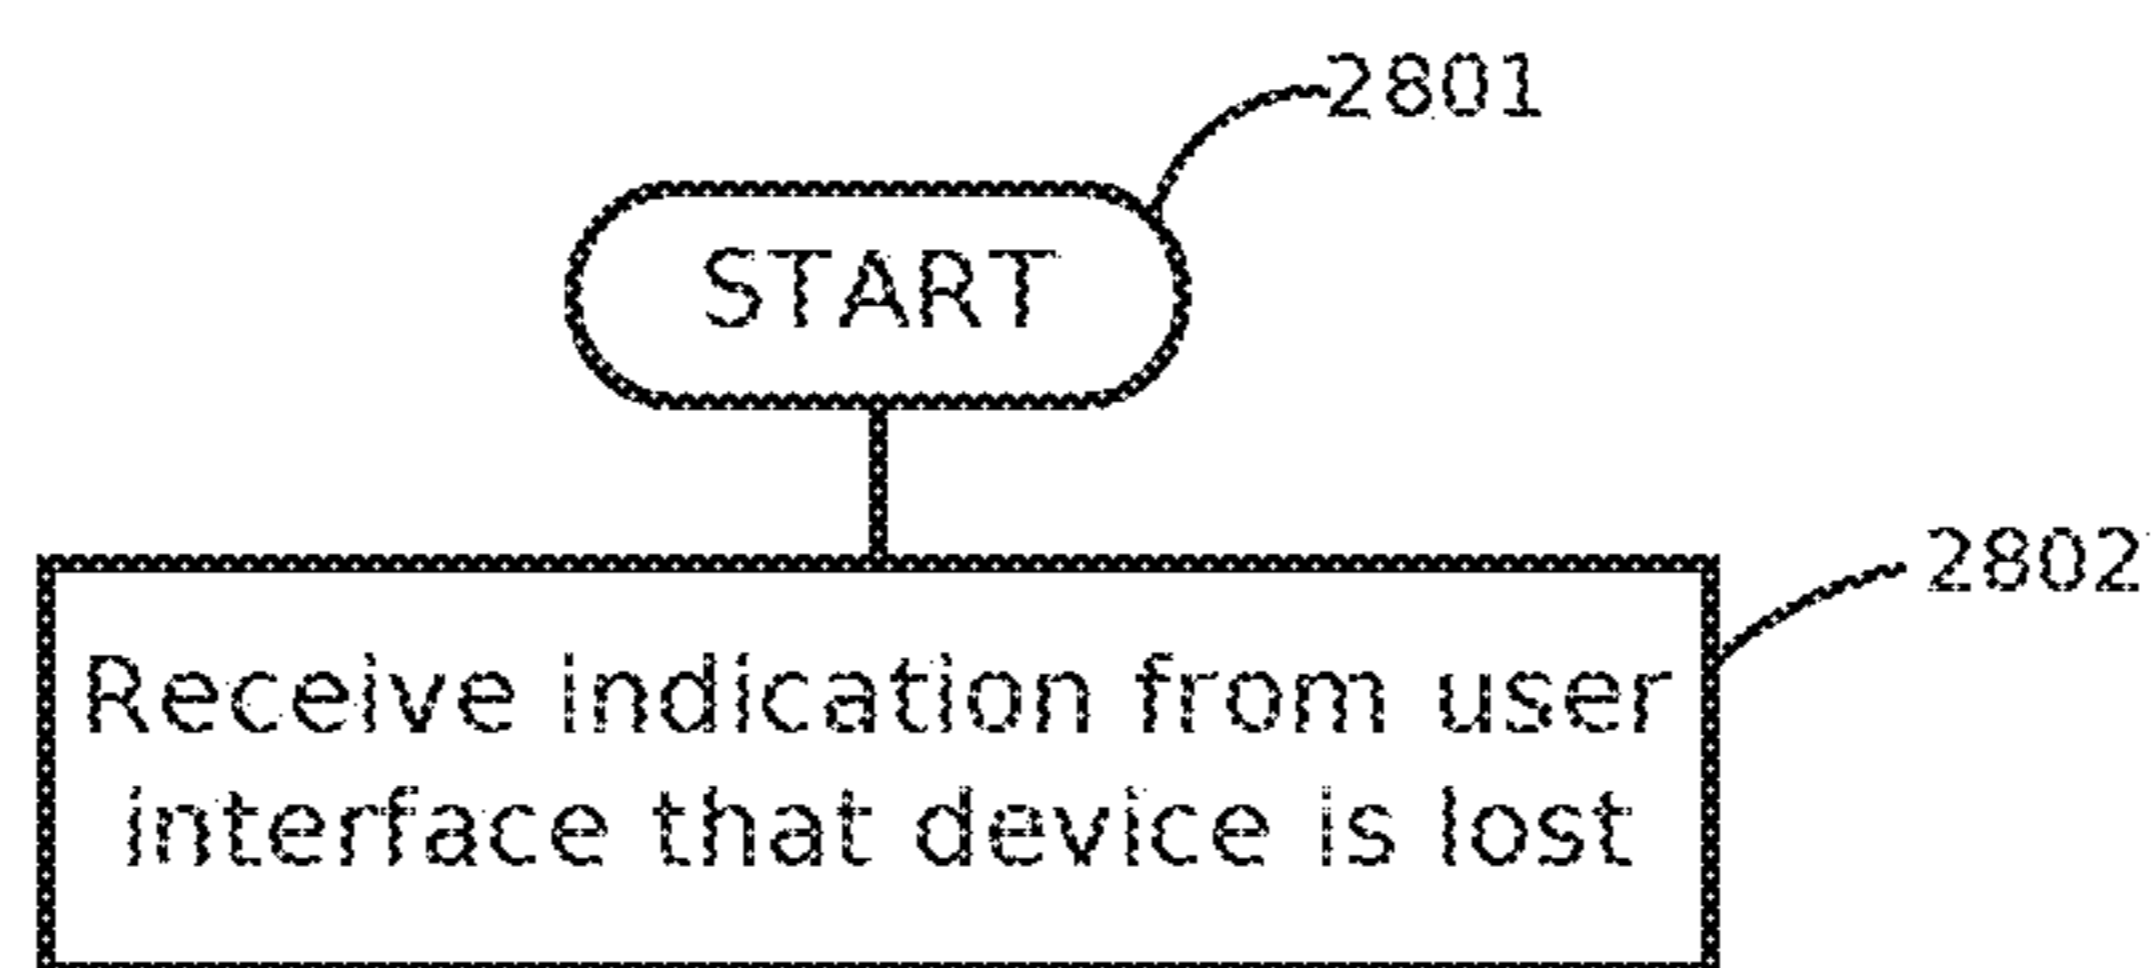 2801
START
2802
Receive indication from user
interface that device is lost